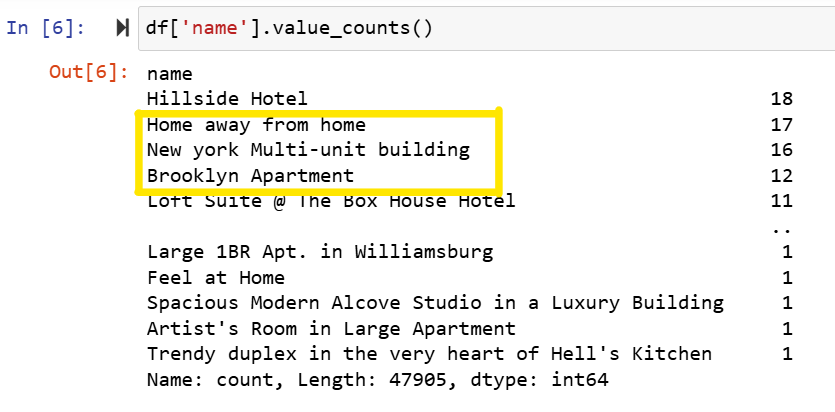 In [6]: df['name'].value_counts()
Out[6]: name
Hillside Hotel 18
Home away from home 17
New york Multi-unit building 16
Brooklyn Apartment 12
Loft Suite @ The Box House Hotel 11
..
Large 1BR Apt. in Williamsburg 1
Feel at Home 1
Spacious Modern Alcove Studio in a Luxury Building 1
Artist's Room in Large Apartment 1
Trendy duplex in the very heart of Hell's Kitchen 1
Name: count, Length: 47905, dtype: int64